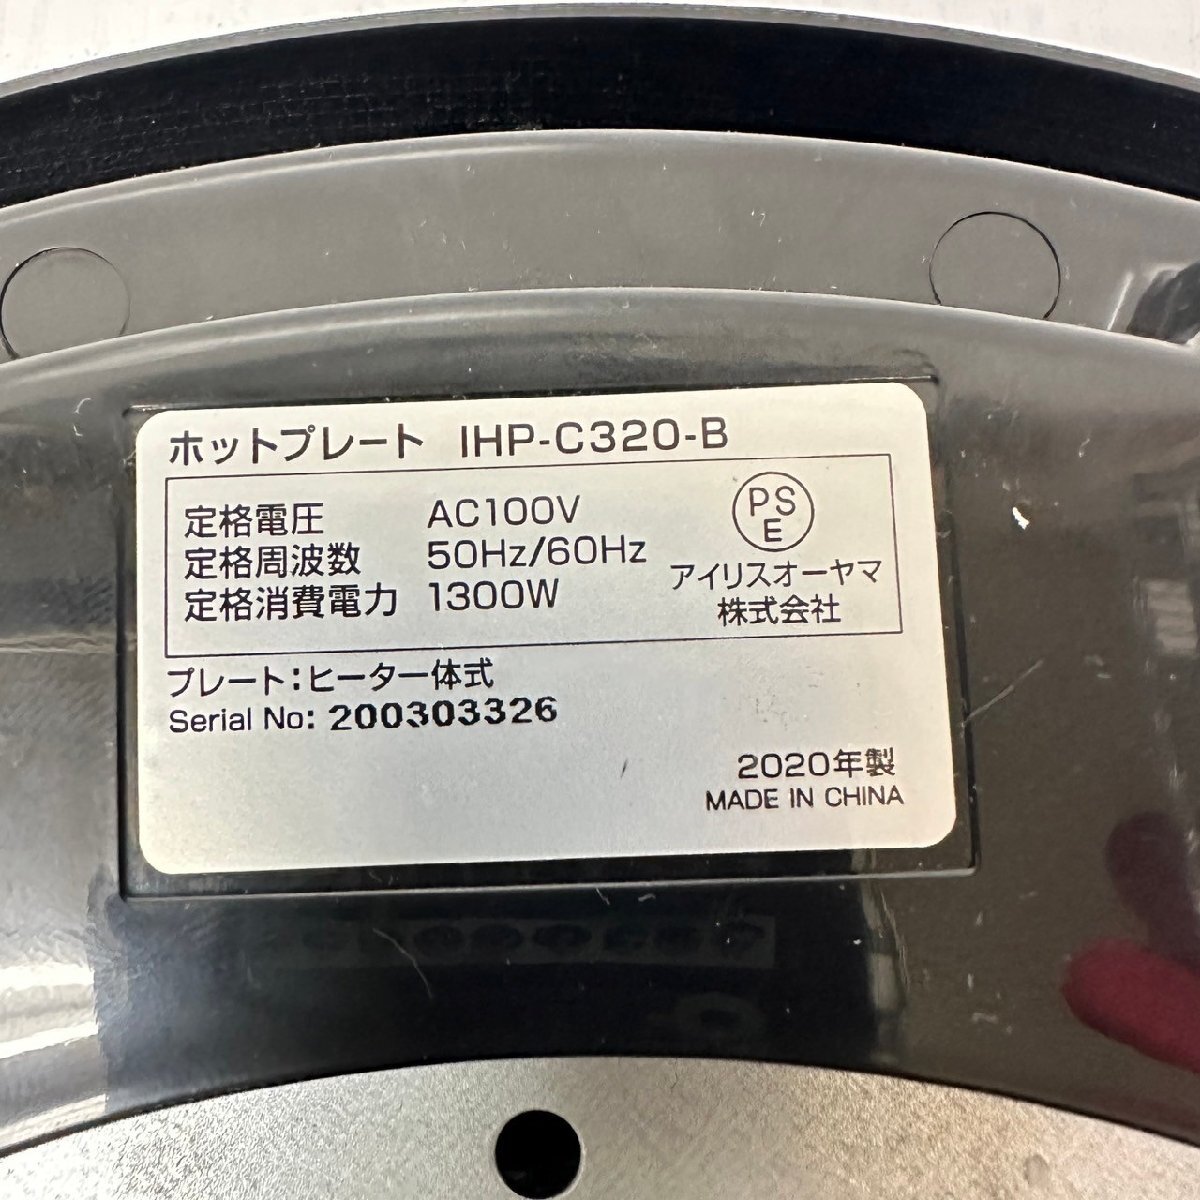 ホットプレート IHP-C320-B
定格電圧 AC100V
定格周波数 50Hz/60Hz
定格消費電力 1300W
PS
E
アイリスオーヤマ
株式会社
プレート：ヒーター体式
Serial No: 200303326
2020年製
MADE IN CHINA